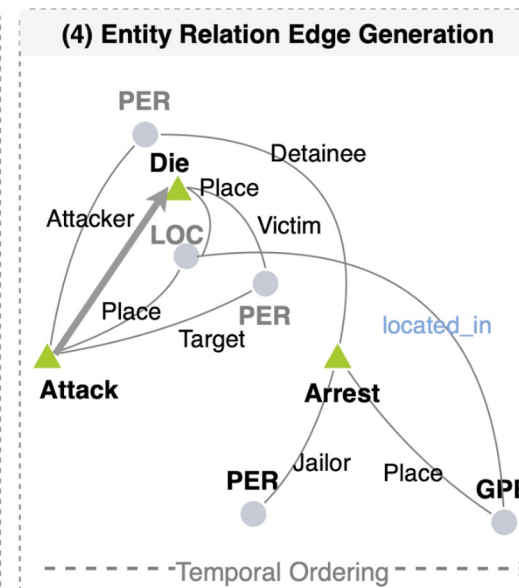 (4) Entity Relation Edge Generation
PER
Detainee
Die
Place
Attacker
Victim
LOC
Place
PER
located_in
Target
Attack
Arrest
Jailor
PER
Place
GPE
Temporal Ordering